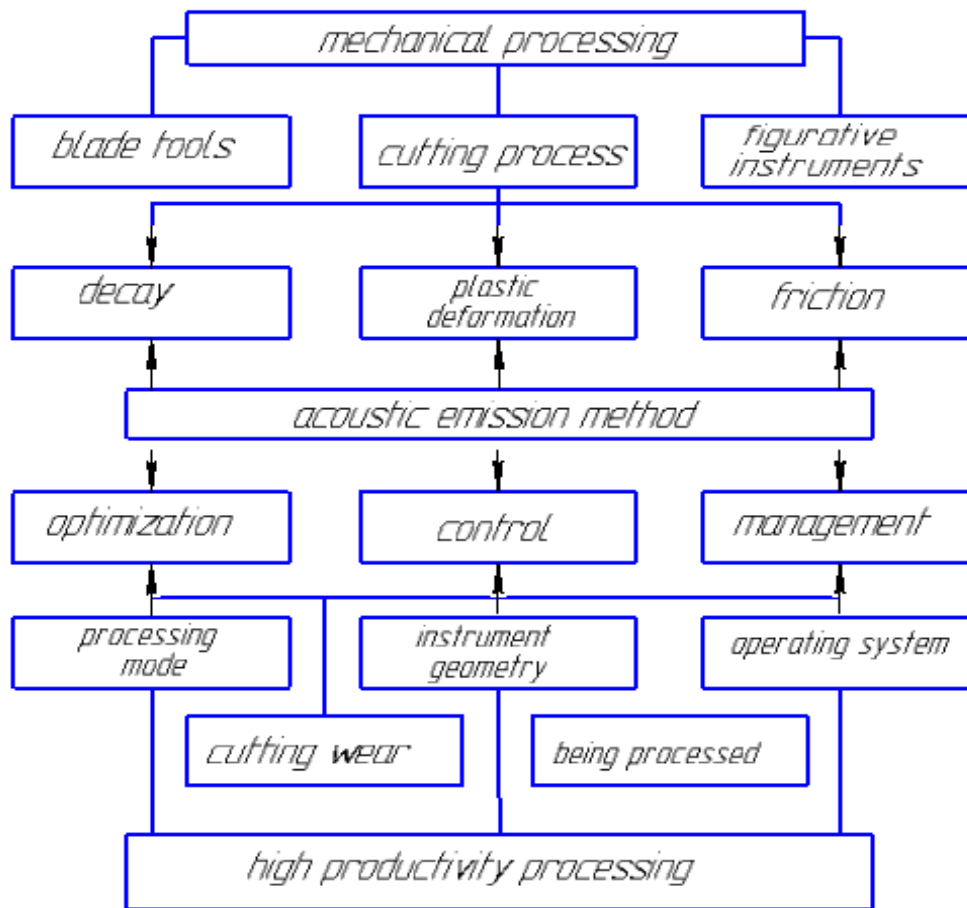 mechanical processing
blade tools
cutting process
figurative
instruments
decay
plastic
deformation
friction
acoustic emission method
optimization
control
management
processing
mode
instrument
geometry
operating system
cutting wear
being processed
high productivity processing